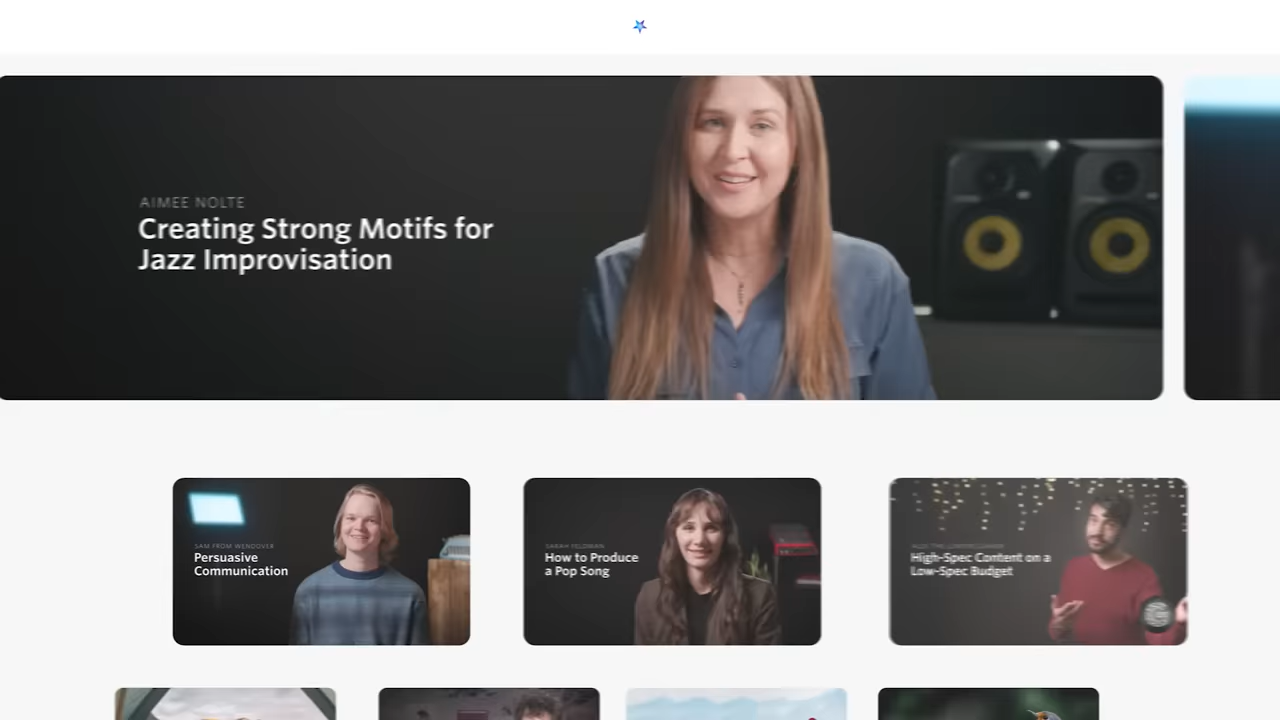 AIMEE NOLTE
Creating Strong Motifs for
Jazz Improvisation
SAM FROM WENDOVER
Persuasive
Communication
SARAH FELDMAN
How to Produce
a Pop Song
High-Spec Content on a
Low-Spec Budget